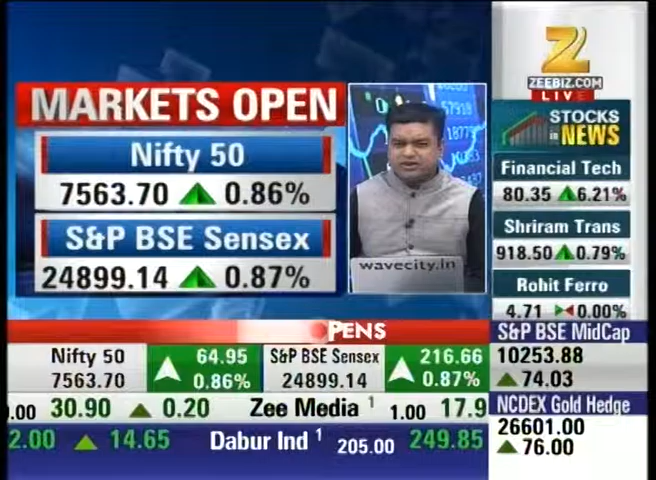 MARKETS OPEN
Nifty 50
7563.70 0.86%
S&P BSE Sensex
24899.14 0.87%
57918
18773
wavecity.in
Z
ZEEBIZ.COM
LIVE
STOCKS
in NEWS
Financial Tech
80.35 6.21%
Shriram Trans
918.50 0.79%
Rohit Ferro
4.71 0.00%
PENS
Nifty 50 64.95
7563.70 0.86%
S&P BSE Sensex 216.66
24899.14 0.87%
0.00 30.90 0.20 Zee Media 1 1.00 17.9
2.00 14.65 Dabur Ind 1 205.00 249.85
S&P BSE MidCap
10253.88
74.03
NCDEX Gold Hedge
26601.00
76.00